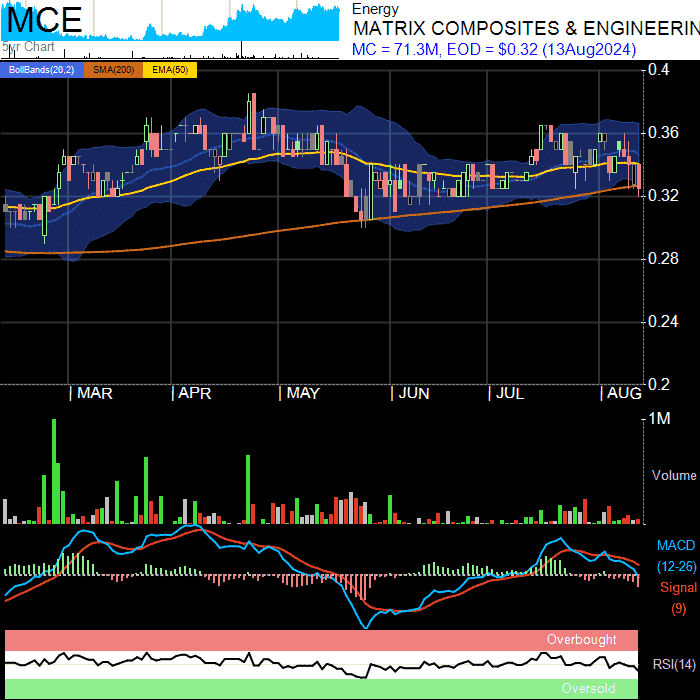 MCE
5yr Chart
Energy
MATRIX COMPOSITES & ENGINEERIN
MC = 71.3M, EOD = $0.32 (13Aug2024)
BollBands(20,2) SMA(200) EMA(50)
0.4
0.36
0.32
0.28
0.24
0.2
MAR APR MAY JUN JUL AUG
1M
Volume
MACD
(12-26)
Signal
(9)
Overbought
RSI(14)
Oversold